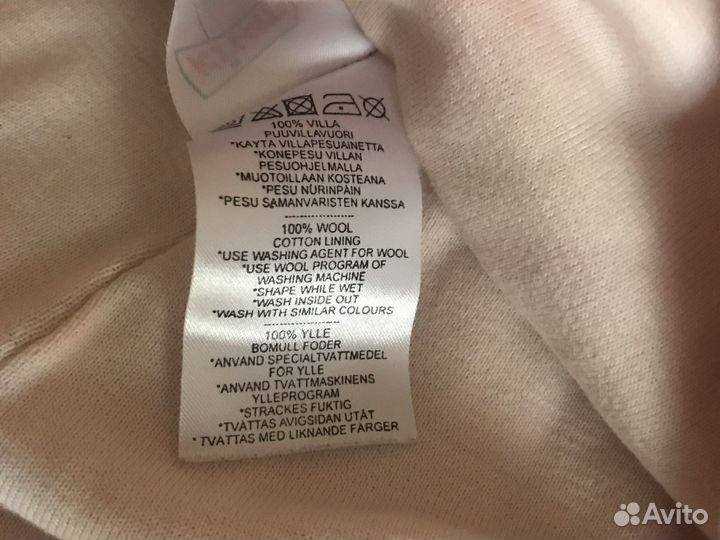 100% VILLA
PUUVILLAVUORI
*KAYTA VILLAPESUAINETTA
*KONEPESU VILLAN
PESUOHJELMALLA
*MUOTOILLAAN KOSTEANA
*PESU NURINPAIN
*PESU SAMANVARISTEN KANSSA
100% WOOL
COTTON LINING
*USE WASHING AGENT FOR WOOL
*USE WOOL PROGRAM OF
WASHING MACHINE
*SHAPE WHILE WET
*WASH INSIDE OUT
*WASH WITH SIMILAR COLOURS
100% YLLE
BOMULL FODER
*ANVAND SPECIALTVATTMEDEL
FÖR YLLE
*ANVAND TVATTMASKINENS
YLLEPROGRAM
*STRACKES FUKTIG
*TVATTAS AVIGSIDAN UTÅT
*TVATTAS MED LIKNANDE FARGER
Avito